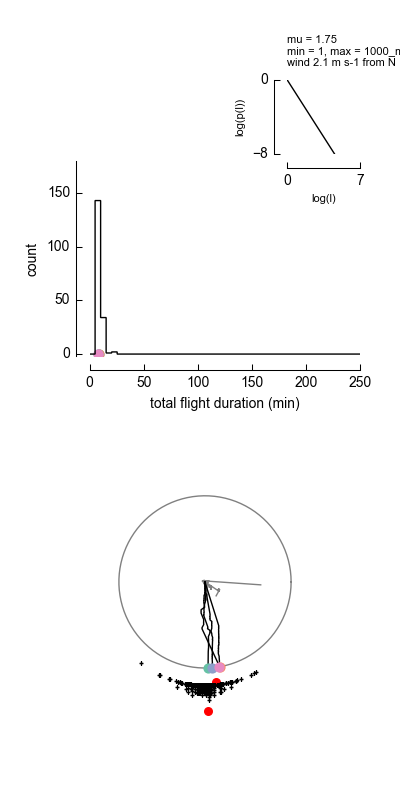 mu = 1.75
min = 1, max = 1000_m
wind 2.1 m s-1 from N
0
log(p(l))
−8
0 7
log(l)
150
100
50
0
count
0 50 100 150 200 250
total flight duration (min)